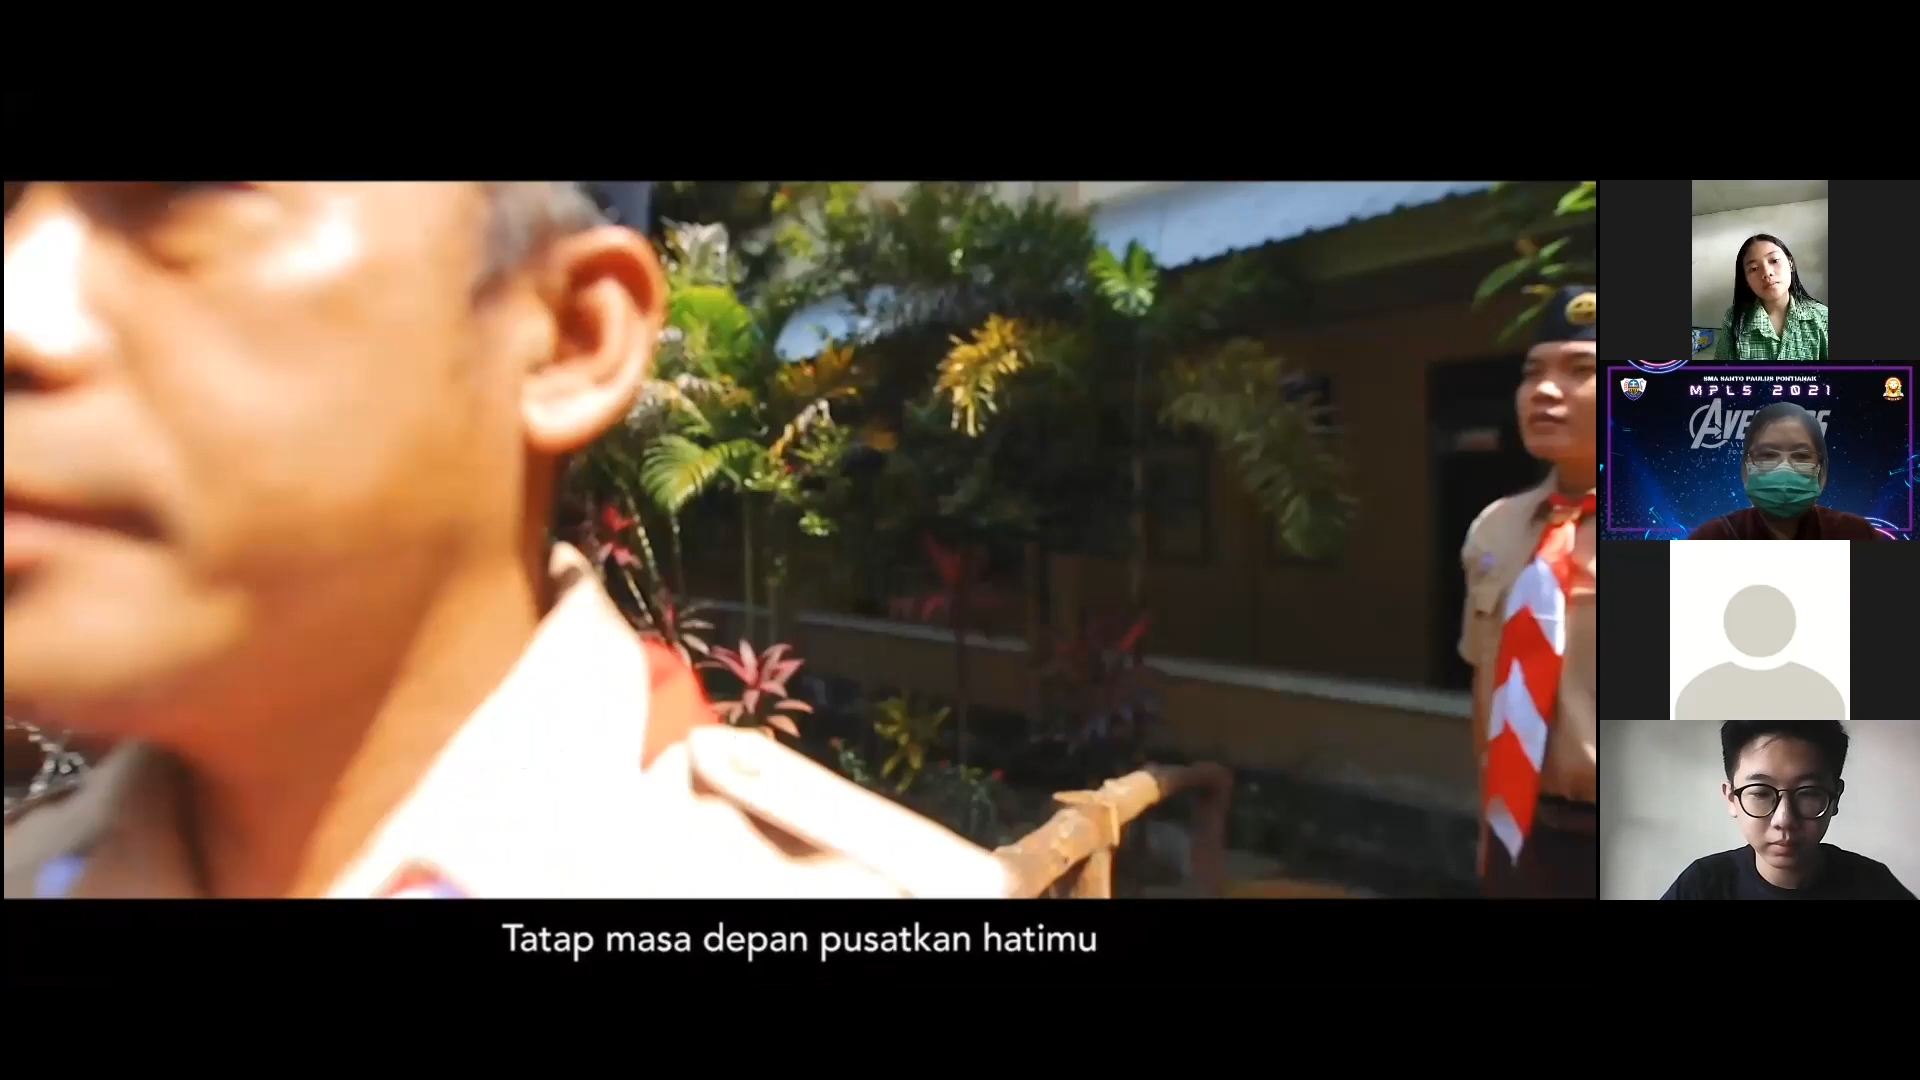 SMA SANTO PAULUS PONTIANAK
MPLS 2021
Tatap masa depan pusatkan hatimu